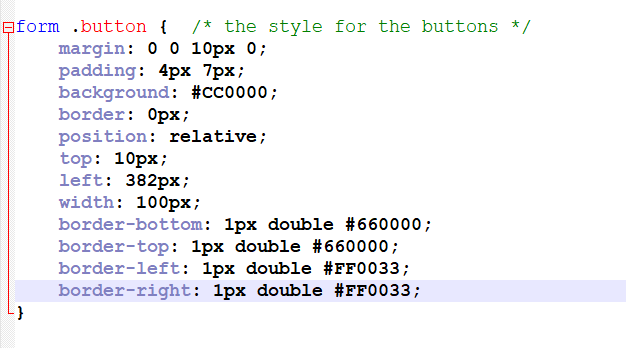 form .button {  /* the style for the buttons */
    margin: 0 0 10px 0;
    padding: 4px 7px;
    background: #CC0000;
    border: 0px;
    position: relative;
    top: 10px;
    left: 382px;
    width: 100px;
    border-bottom: 1px double #660000;
    border-top: 1px double #660000;
    border-left: 1px double #FF0033;
    border-right: 1px double #FF0033;
}